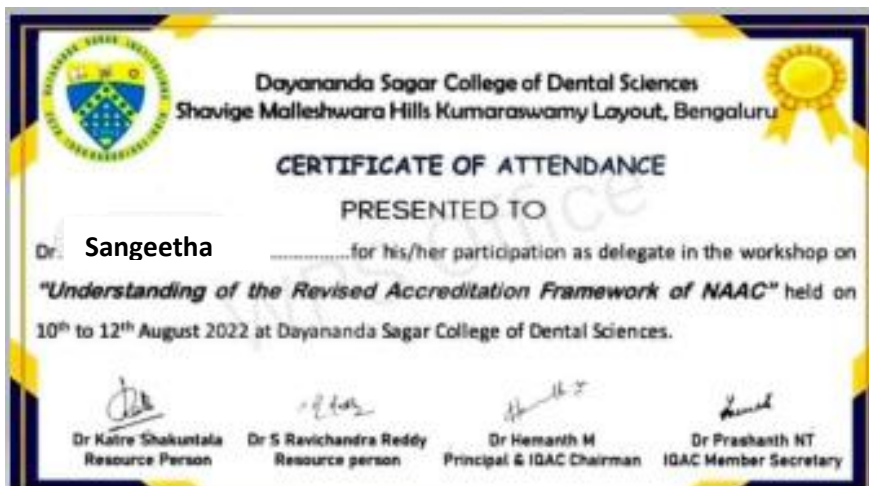 Dayananda Sagar College of Dental Sciences
Shavige Malleshwara Hills Kumaraswamy Layout, Bengaluru
CERTIFICATE OF ATTENDANCE
PRESENTED TO
Dr. Sangeetha ..................for his/her participation as delegate in the workshop on
"Understanding of the Revised Accreditation Framework of NAAC" held on
10th to 12th August 2022 at Dayananda Sagar College of Dental Sciences.
WPS Office
Dr Katre Shakuntala Dr S Ravichandra Reddy Dr Hemanth M Dr Prashanth NT
Resource Person Resource person Principal & IQAC Chairman IQAC Member Secretary